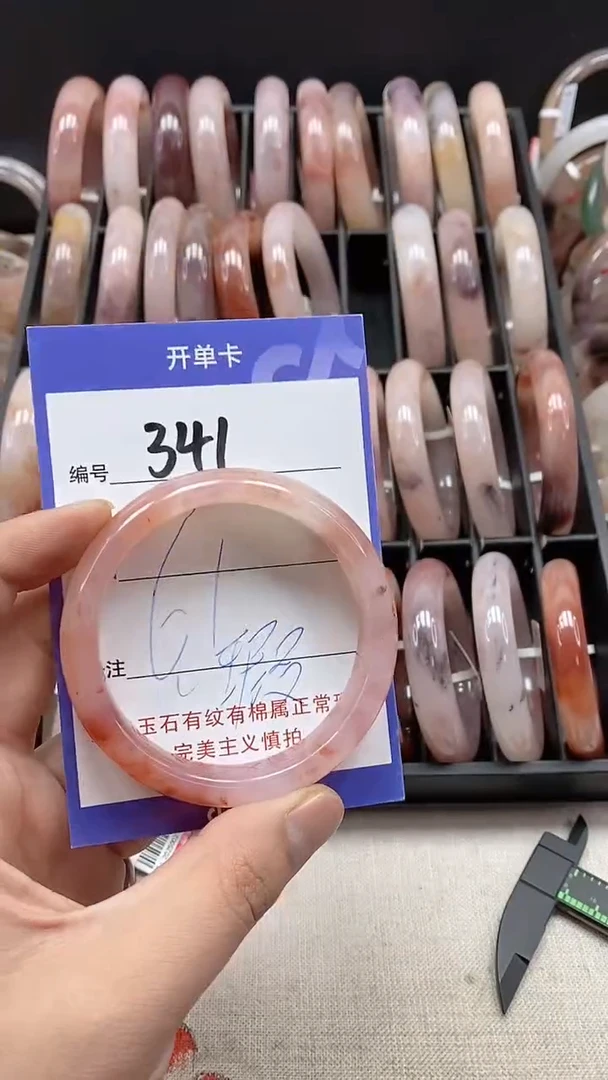 开单卡
编号 341
注
瑕
玉石有纹有棉属正常
完美主义慎拍